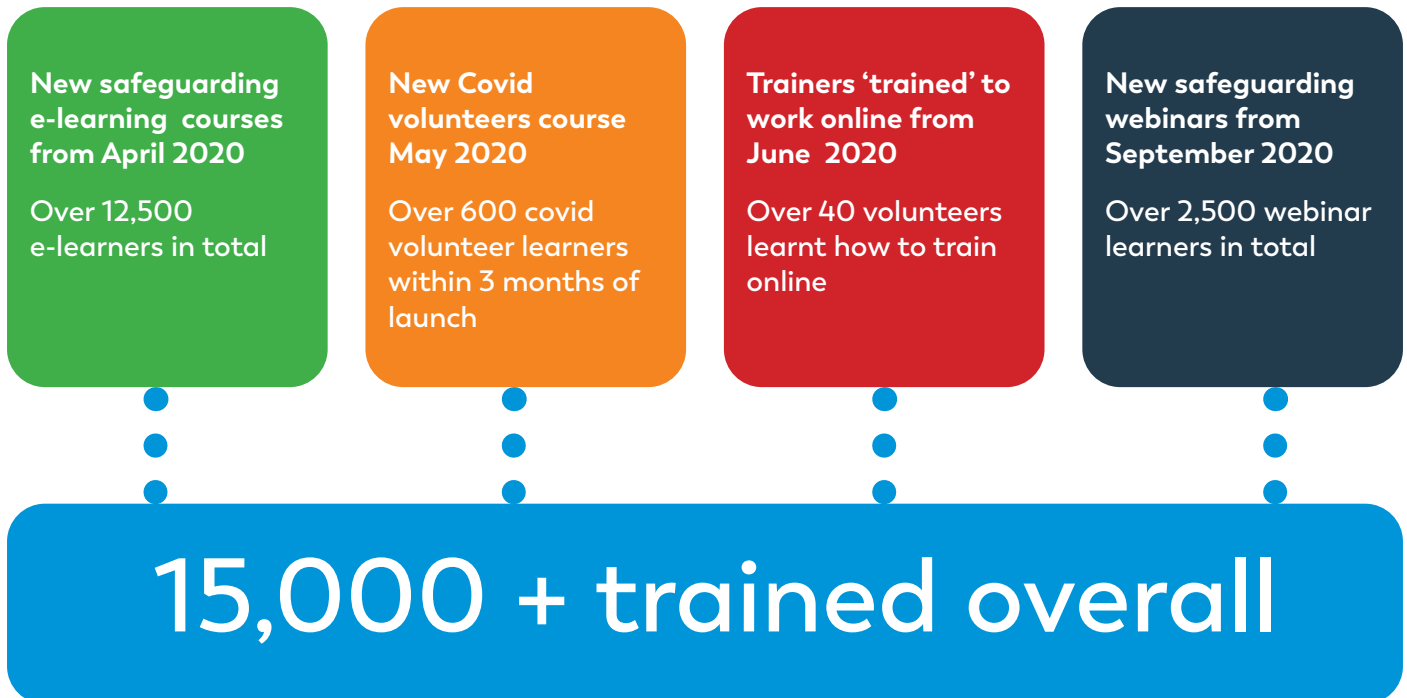 New safeguarding
e-learning  courses
from April 2020
Over 12,500
e-learners in total
New Covid
volunteers course
May 2020
Over 600 covid
volunteer learners
within 3 months of
launch
Trainers ‘trained’ to
work online from
June  2020
Over 40 volunteers
learnt how to train
online
New safeguarding
webinars from
September 2020
Over 2,500 webinar
learners in total
15,000 + trained overall